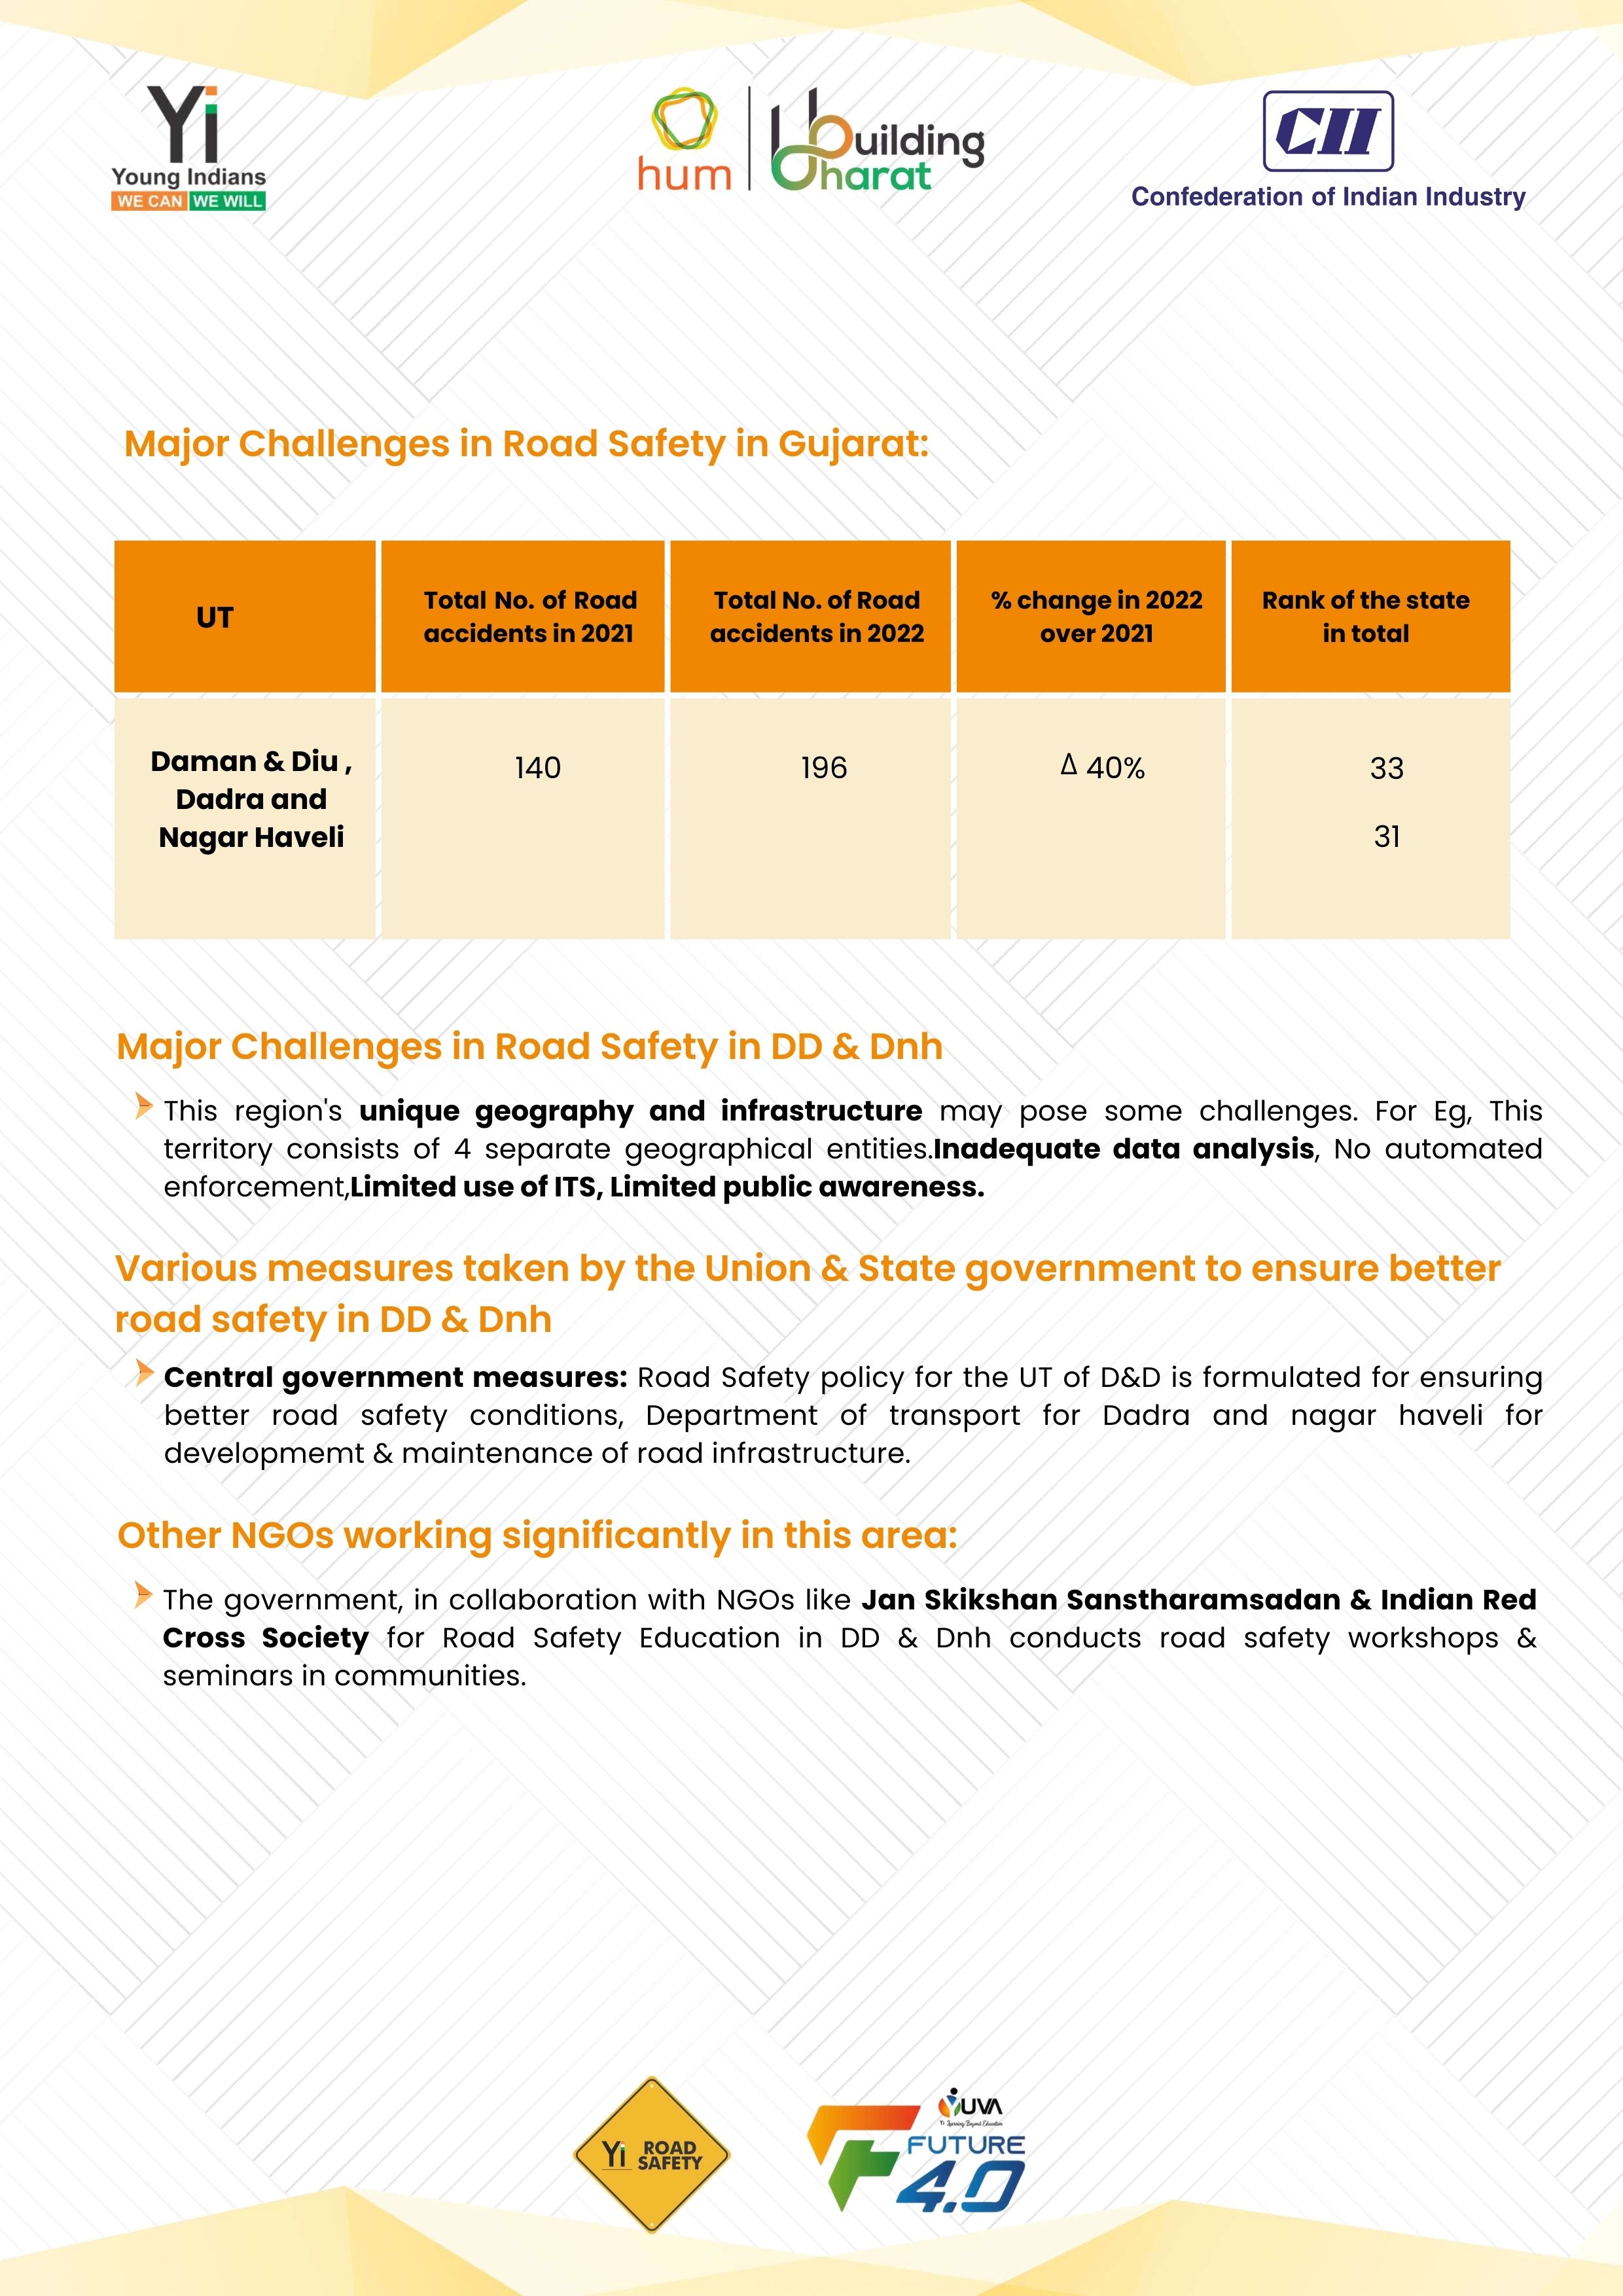 Yi
Young Indians
WE CAN WE WILL
hum
Building
Bharat
CII
Confederation of Indian Industry
Major Challenges in Road Safety in Gujarat:
UT
Total No. of Road
accidents in 2021
Total No. of Road
accidents in 2022
% change in 2022
over 2021
Rank of the state
in total
Daman & Diu ,
Dadra and
Nagar Haveli
140
196
Δ 40%
33
31
Major Challenges in Road Safety in DD & Dnh
This region's unique geography and infrastructure may pose some challenges. For Eg, This
territory consists of 4 separate geographical entities.Inadequate data analysis, No automated
enforcement,Limited use of ITS, Limited public awareness.
Various measures taken by the Union & State government to ensure better
road safety in DD & Dnh
Central government measures: Road Safety policy for the UT of D&D is formulated for ensuring
better road safety conditions, Department of transport for Dadra and nagar haveli for
developmemt & maintenance of road infrastructure.
Other NGOs working significantly in this area:
The government, in collaboration with NGOs like Jan Skikshan Sanstharamsadan & Indian Red
Cross Society for Road Safety Education in DD & Dnh conducts road safety workshops &
seminars in communities.
Yi ROAD
SAFETY
YUVA
Yi Learning Beyond Education
FUTURE
4.0